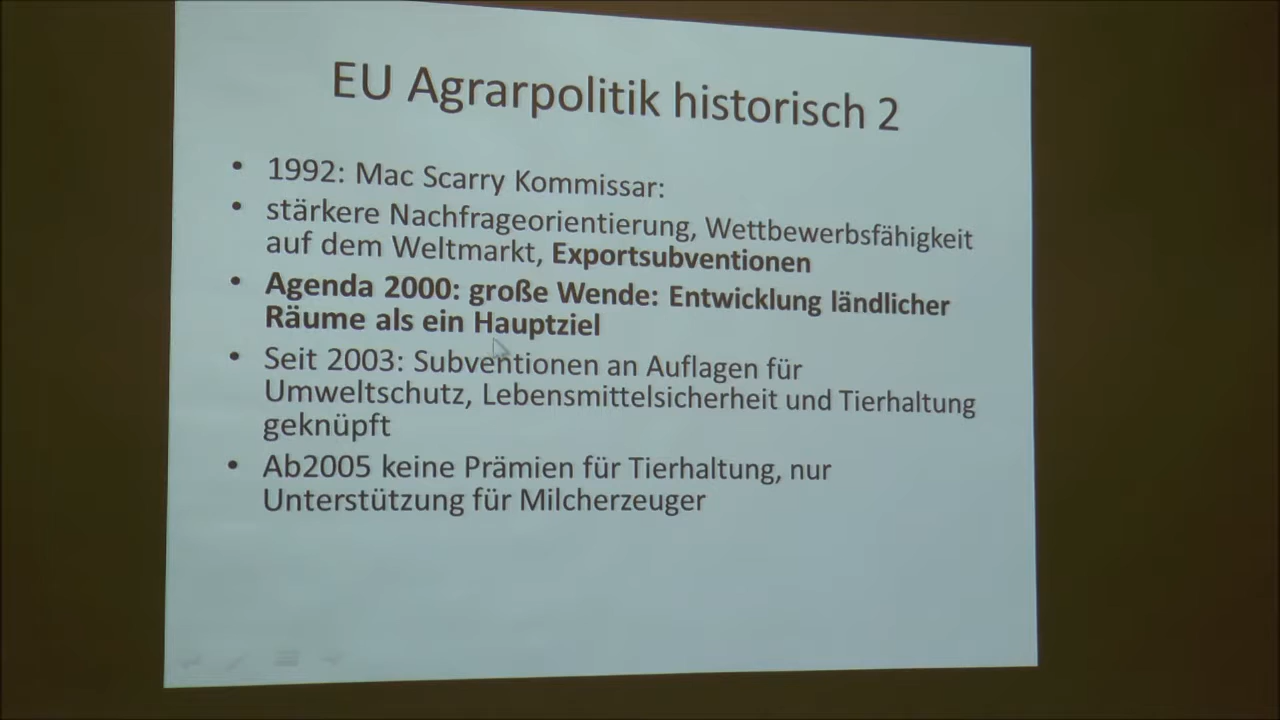 EU Agrarpolitik historisch 2
• 1992: Mac Scarry Kommissar:
• stärkere Nachfrageorientierung, Wettbewerbsfähigkeit
auf dem Weltmarkt, Exportsubventionen
• Agenda 2000: große Wende: Entwicklung ländlicher
Räume als ein Hauptziel
• Seit 2003: Subventionen an Auflagen für
Umweltschutz, Lebensmittelsicherheit und Tierhaltung
geknüpft
• Ab2005 keine Prämien für Tierhaltung, nur
Unterstützung für Milcherzeuger